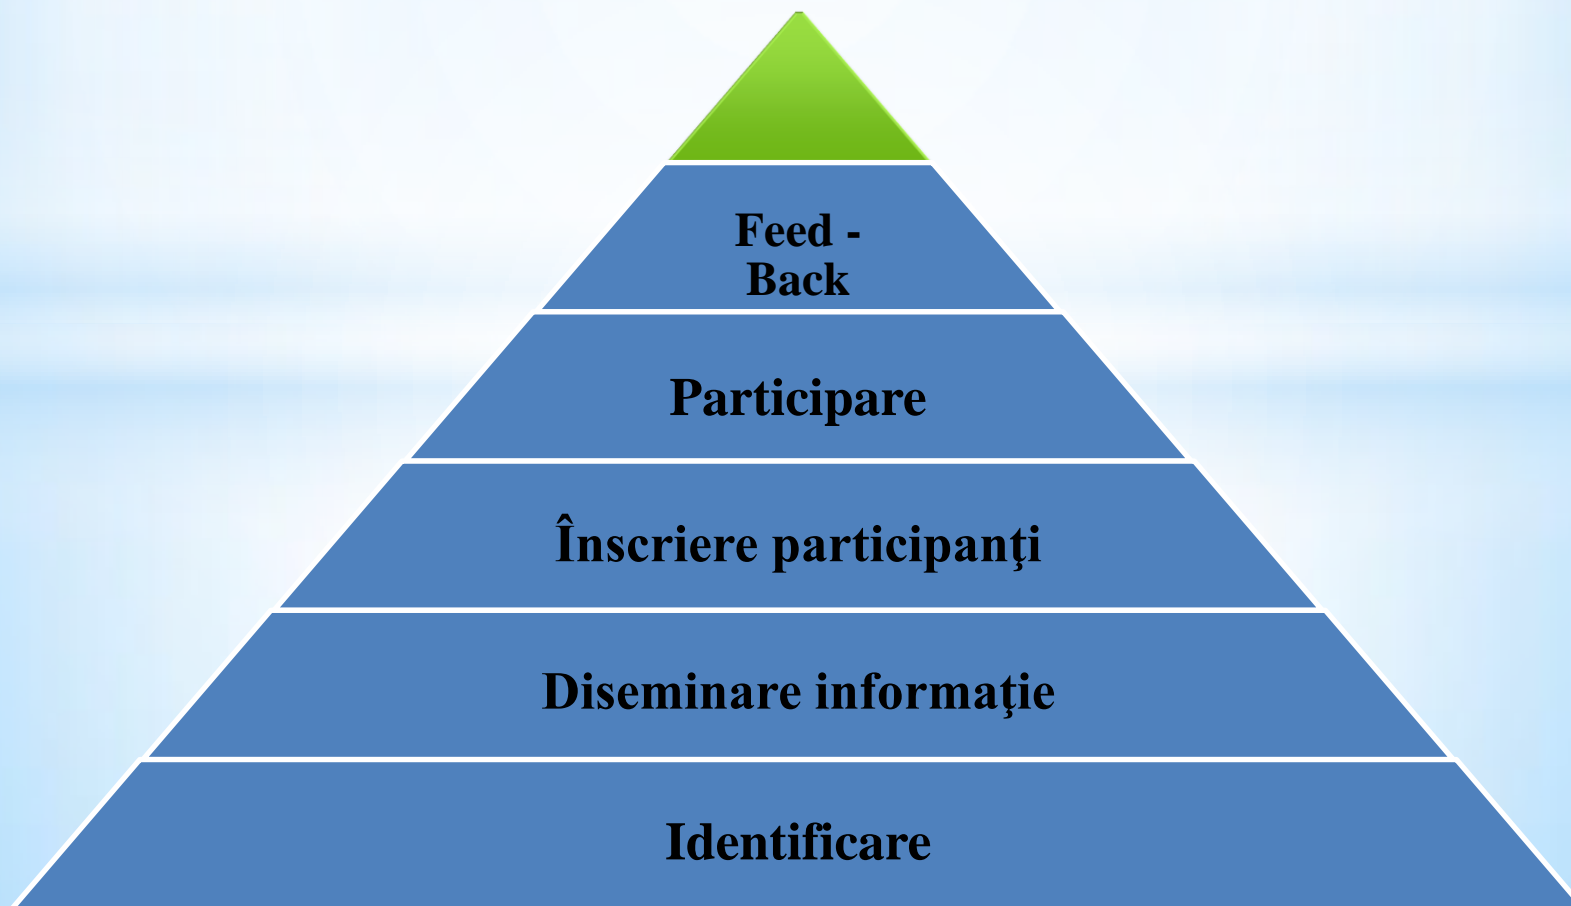 Feed -
Back
Participare
Înscriere participanţi
Diseminare informaţie
Identificare